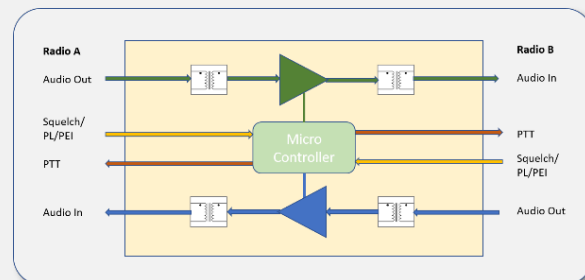 Radio A
Radio B
Audio Out
Audio In
Squelch/
PL/PEI
Micro
Controller
PTT
PTT
Squelch/
PL/PEI
Audio In
Audio Out